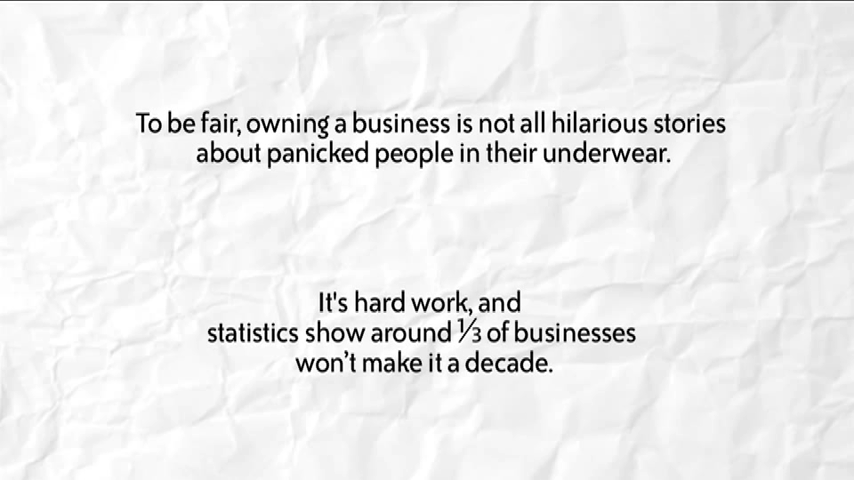 To be fair, owning a business is not all hilarious stories
about panicked people in their underwear.
It's hard work, and
statistics show around ⅓ of businesses
won’t make it a decade.